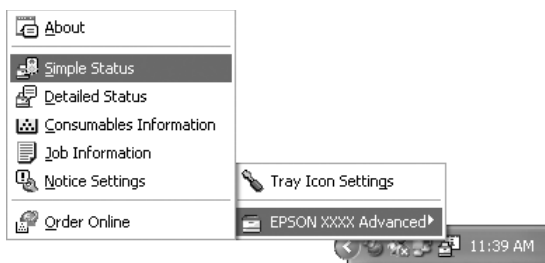 About
Simple Status
Detailed Status
Consumables Information
Job Information
Notice Settings
Order Online
Tray Icon Settings
EPSON XXXX Advanced
11:39 AM